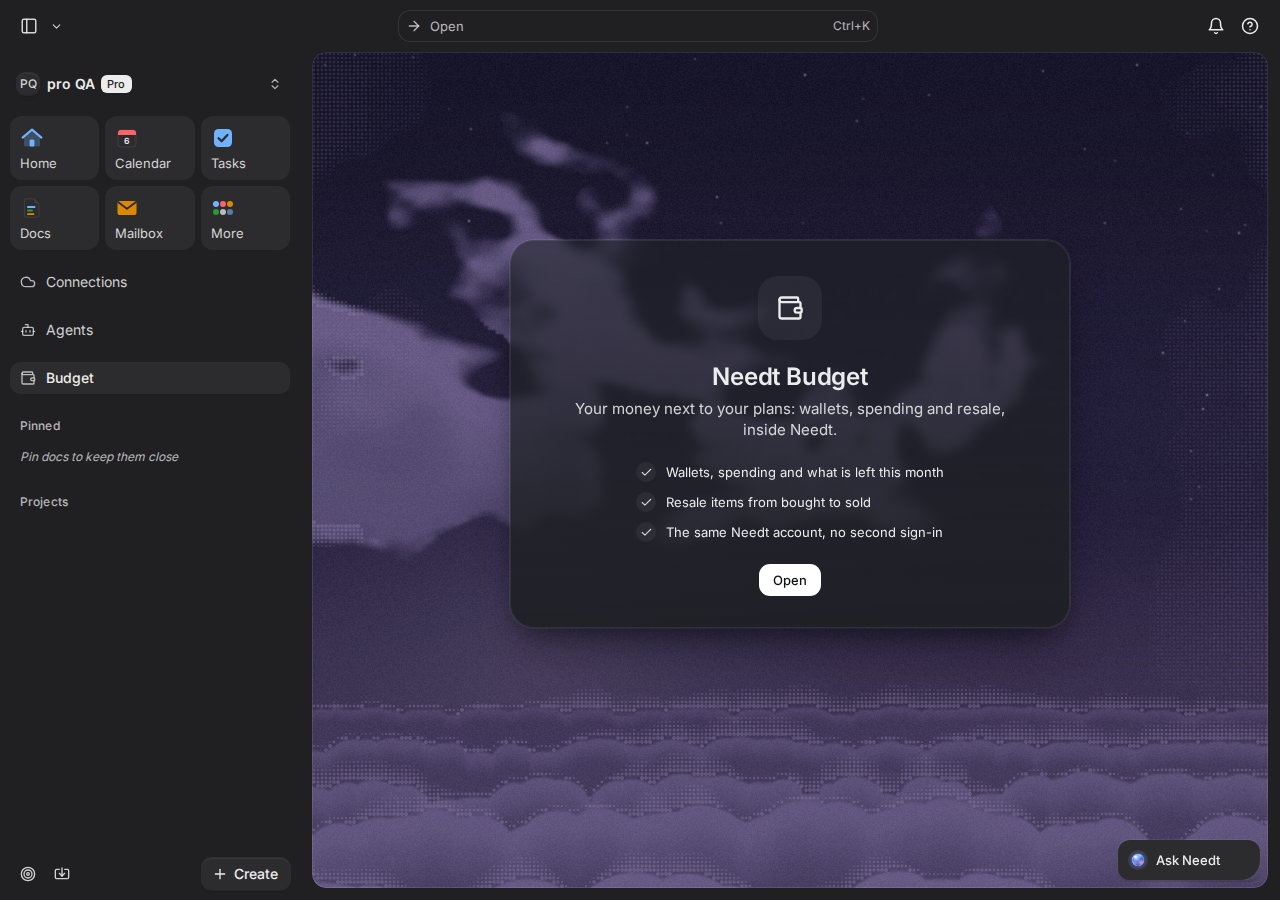 Open
Ctrl+K
PQ pro QA Pro
Home
6
Calendar
Tasks
Docs
Mailbox
More
Connections
Agents
Budget
Pinned
Pin docs to keep them close
Projects
Create
Needt Budget
Your money next to your plans: wallets, spending and resale,
inside Needt.
Wallets, spending and what is left this month
Resale items from bought to sold
The same Needt account, no second sign-in
Open
Ask Needt